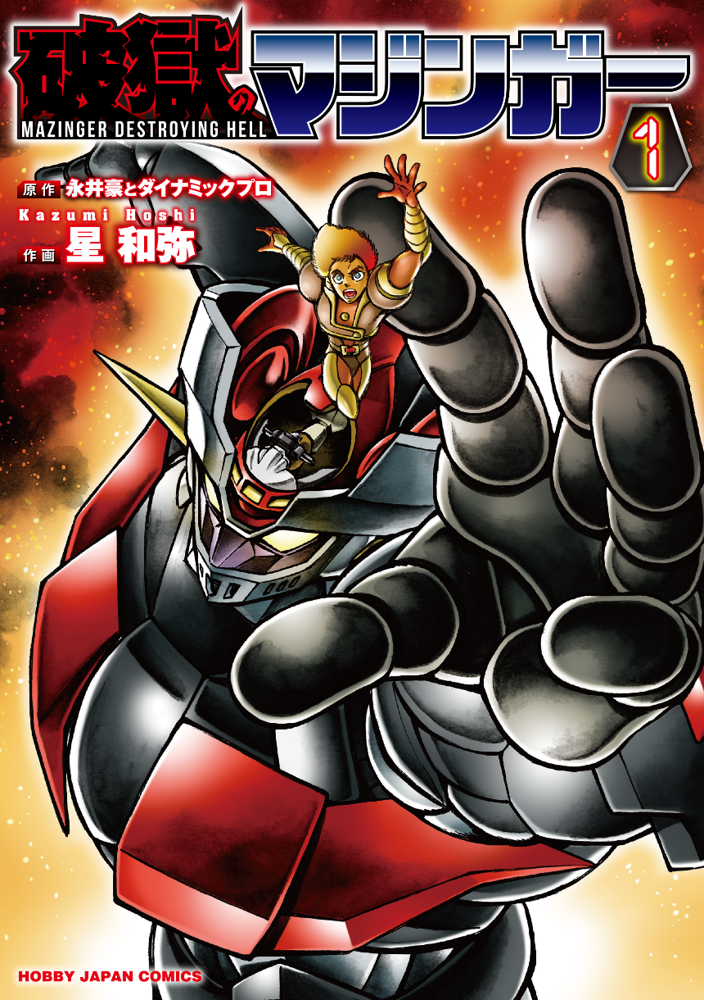 破獄のマジンガー
MAZINGER DESTROYING HELL
1
原作 永井豪とダイナミックプロ
Kazumi Hoshi
作画 星 和弥
HOBBY JAPAN COMICS